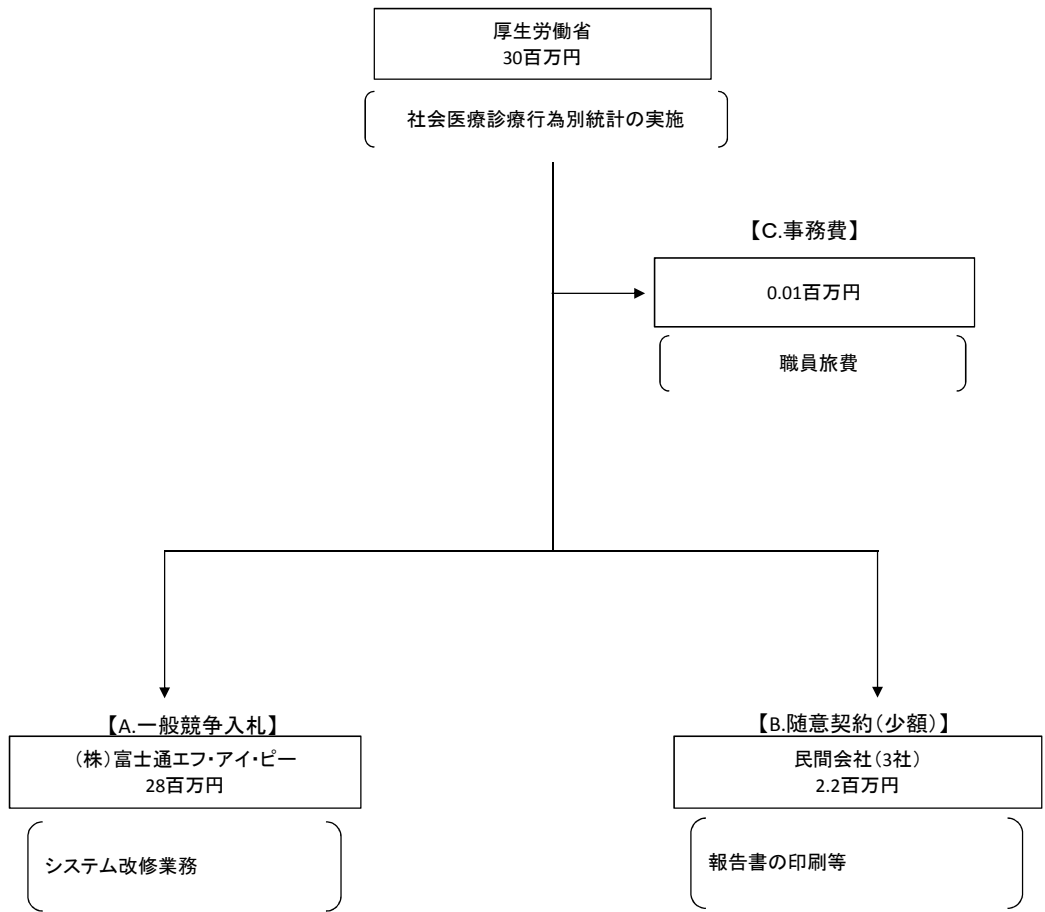 厚生労働省
30百万円
社会医療診療行為別統計の実施
【C.事務費】
0.01百万円
職員旅費
【A.一般競争入札】
（株）富士通エフ・アイ・ピー
28百万円
システム改修業務
【B.随意契約（少額）】
民間会社（3社）
2.2百万円
報告書の印刷等